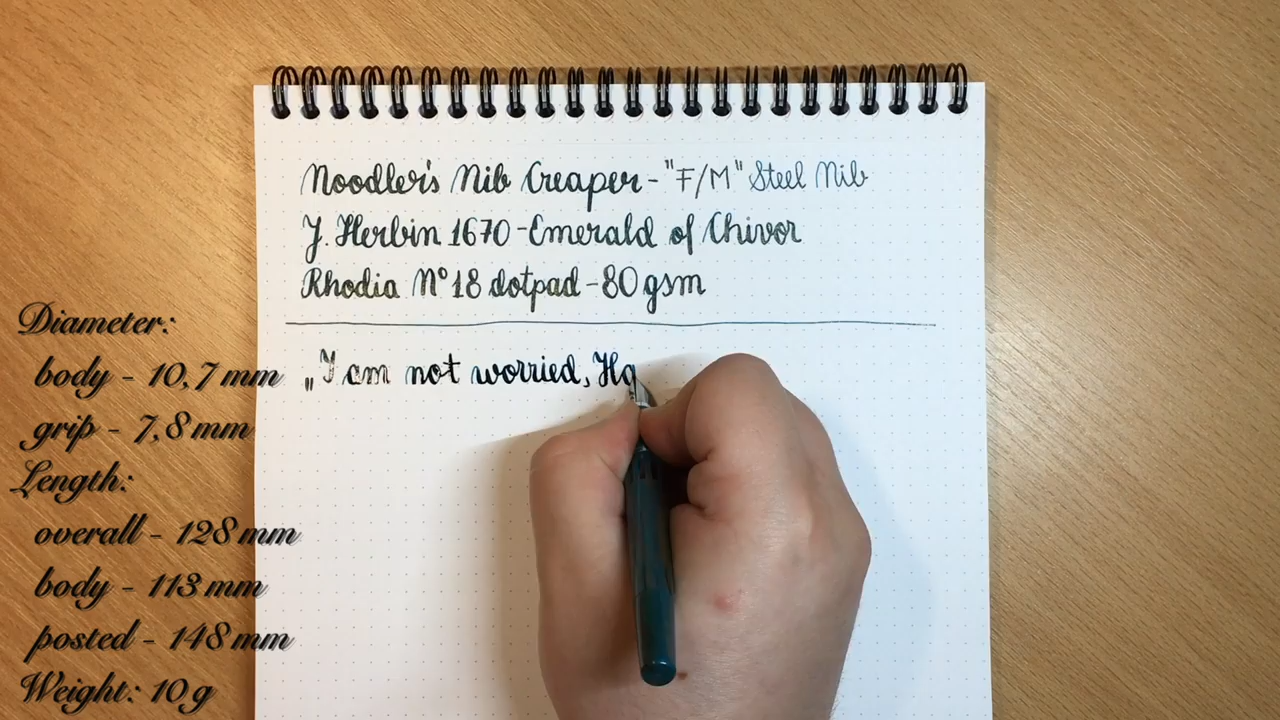 Noodler's Nib Creaper - "F/M" Steel Nib
J. Herbin 1670 - Emerald of Chivor
Rhodia N°18 dotpad - 80 gsm
„I am not worried, Ha
Diameter:
body - 10,7 mm
grip - 7,8 mm
Length:
overall - 128 mm
body - 113 mm
posted - 148 mm
Weight: 10 g